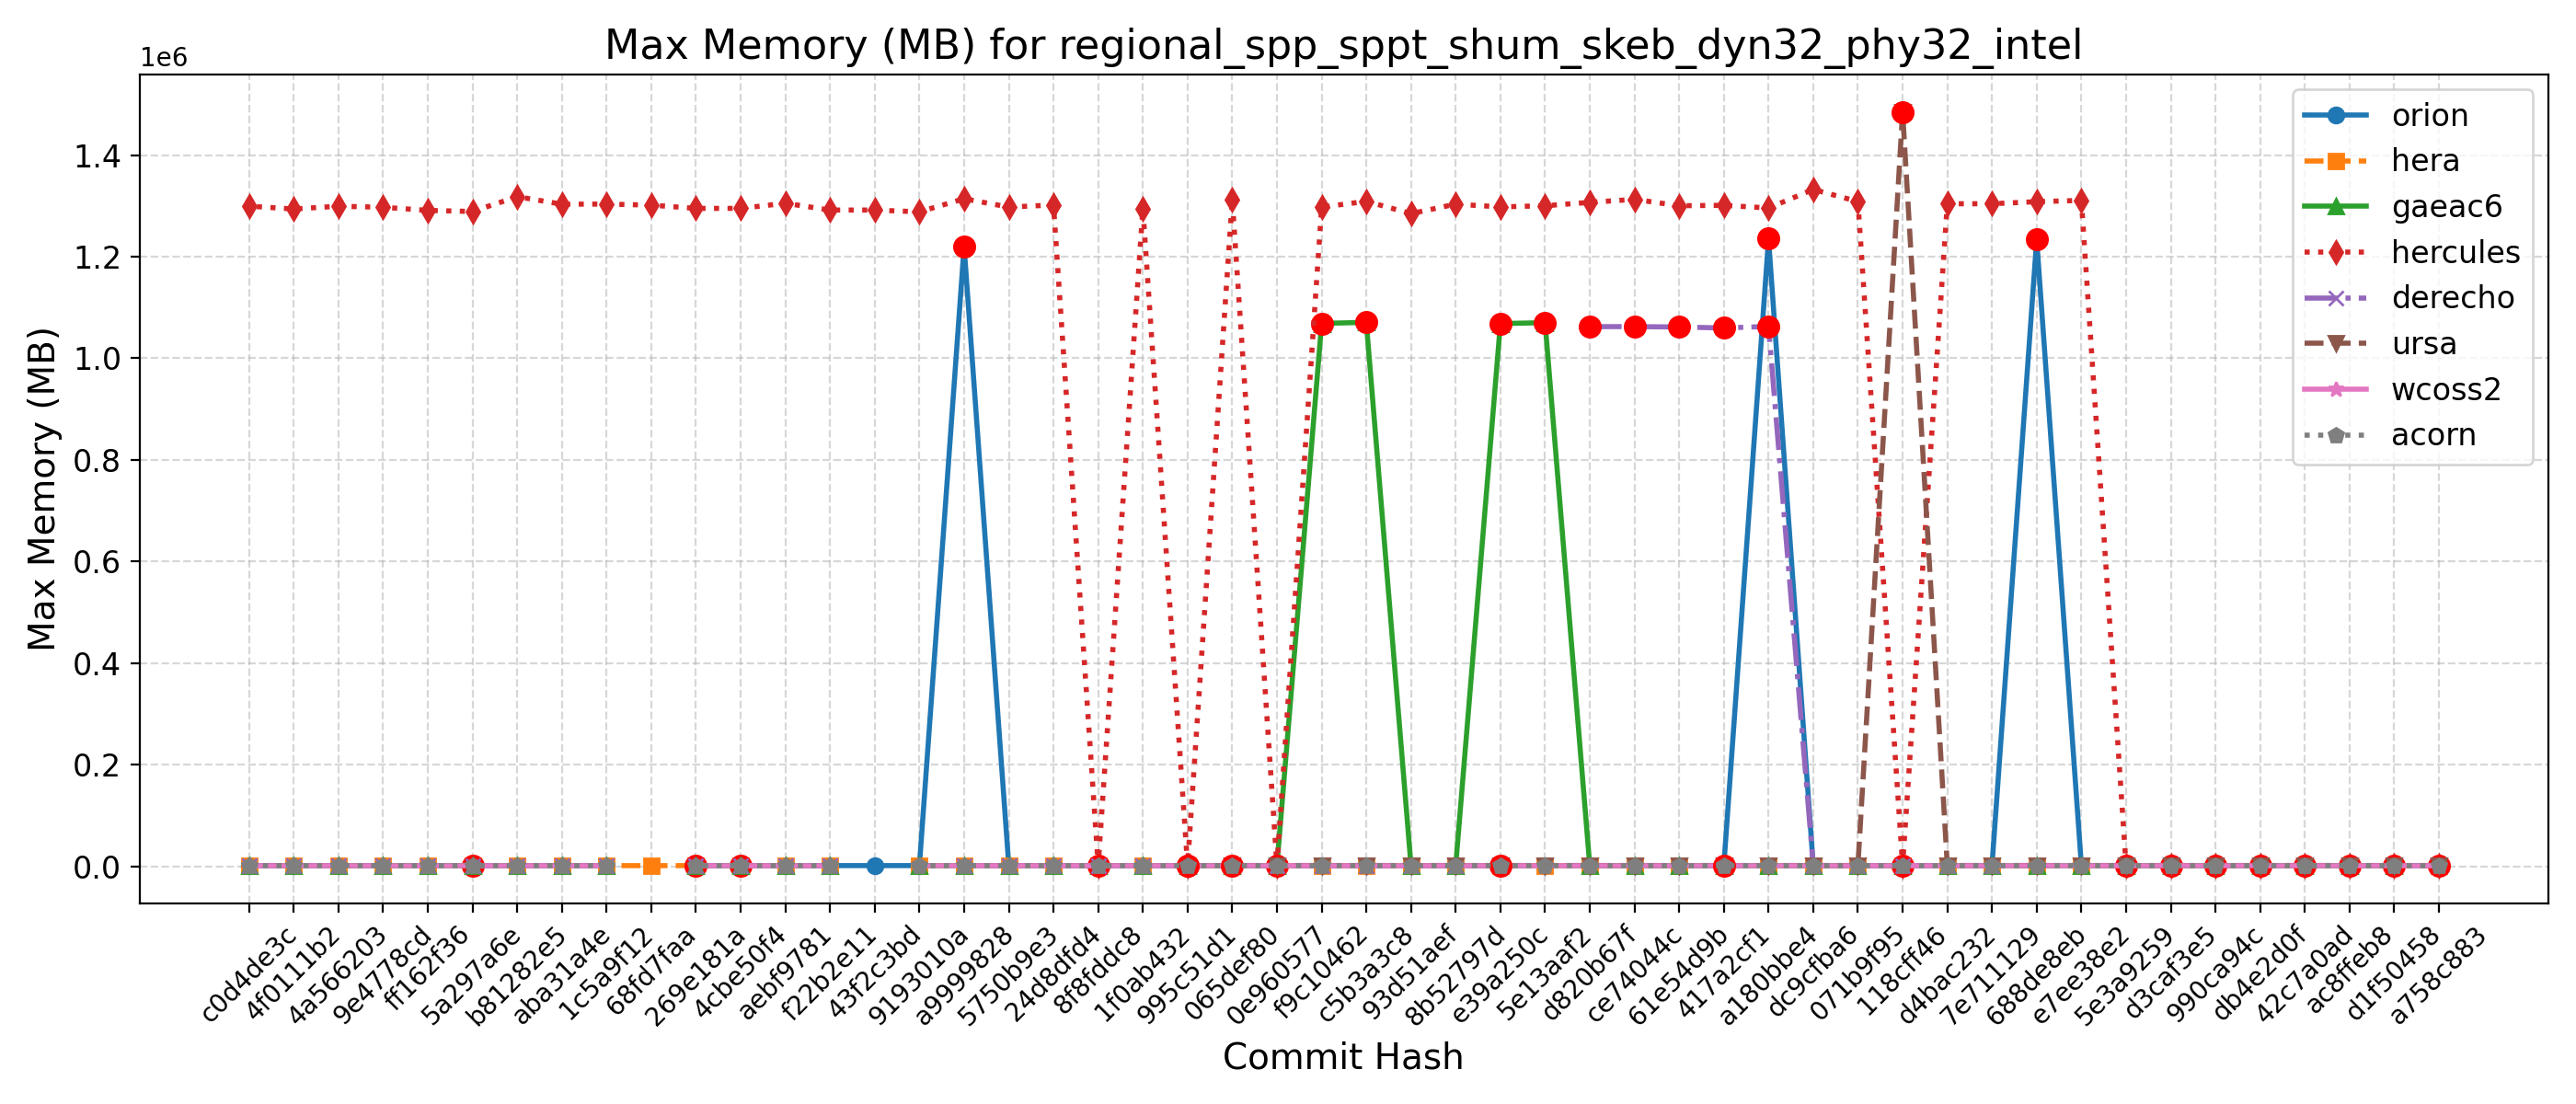 Max Memory (MB) for regional_spp_sppt_shum_skeb_dyn32_phy32_intel
1e6
1.4
1.2
1.0
0.8
0.6
0.4
0.2
0.0
Max Memory (MB)
orion
hera
gaeac6
hercules
derecho
ursa
wcoss2
acorn
c0d4de3c
4f0111b2
4a566203
9e4778cd
ff162f36
5a297a6e
b81282e5
aba31a4e
1c5a9f12
68fd7faa
269e181a
4cbe50f4
aebf9781
f22b2e11
43f2c3bd
9193010a
a9999828
5750b9e3
24d8dfd4
8f8fddc8
1f0ab432
995c51d1
065def80
0e960577
f9c10462
c5b3a3c8
93d51aef
8b52797d
e39a250c
5e13aaf2
d820b67f
ce74044c
61e54d9b
417a2cf1
a180bbe4
dc9cfba6
071b9f95
118cff46
d4bac232
7e711129
688de8eb
e7ee38e2
5e3a9259
d3caf3e5
990ca94c
db4e2d0f
42c7a0ad
ac8ffeb8
d1f50458
a758c883
Commit Hash